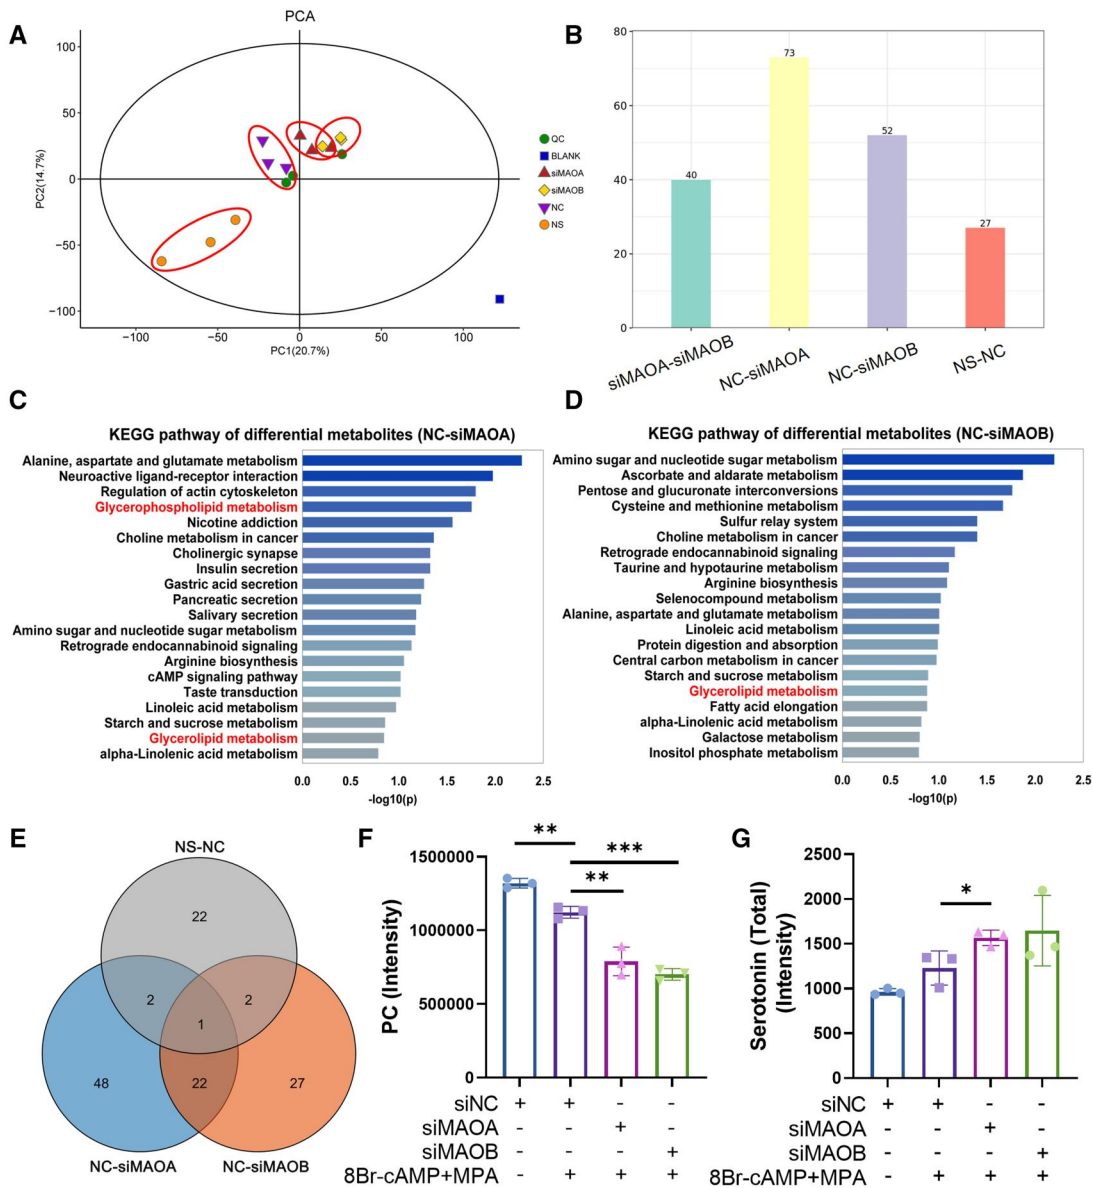 A
PCA
100
50
0
−50
−100
PC2(14.7%)
−100
−50
0
50
100
PC1(20.7%)
QC
BLANK
siMAOA
siMAOB
NC
NS
B
80
60
40
20
0
40
73
52
27
siMAOA-siMAOB
NC-siMAOA
NC-siMAOB
NS-NC
C
KEGG pathway of differential metabolites (NC-siMAOA)
Alanine, aspartate and glutamate metabolism
Neuroactive ligand-receptor interaction
Regulation of actin cytoskeleton
Glycerophospholipid metabolism
Nicotine addiction
Choline metabolism in cancer
Cholinergic synapse
Insulin secretion
Gastric acid secretion
Pancreatic secretion
Salivary secretion
Amino sugar and nucleotide sugar metabolism
Retrograde endocannabinoid signaling
Arginine biosynthesis
cAMP signaling pathway
Taste transduction
Linoleic acid metabolism
Starch and sucrose metabolism
Glycerolipid metabolism
alpha-Linolenic acid metabolism
0.0 0.5 1.0 1.5 2.0 2.5
-log10(p)
D
KEGG pathway of differential metabolites (NC-siMAOB)
Amino sugar and nucleotide sugar metabolism
Ascorbate and aldarate metabolism
Pentose and glucuronate interconversions
Cysteine and methionine metabolism
Sulfur relay system
Choline metabolism in cancer
Retrograde endocannabinoid signaling
Taurine and hypotaurine metabolism
Arginine biosynthesis
Selenocompound metabolism
Alanine, aspartate and glutamate metabolism
Linoleic acid metabolism
Protein digestion and absorption
Central carbon metabolism in cancer
Starch and sucrose metabolism
Glycerolipid metabolism
Fatty acid elongation
alpha-Linolenic acid metabolism
Galactose metabolism
Inositol phosphate metabolism
0.0 0.5 1.0 1.5 2.0 2.5
-log10(p)
E
NS-NC
22
2
2
1
48
22
27
NC-siMAOA
NC-siMAOB
F
**
***
**
1500000
1000000
500000
0
PC (Intensity)
siNC + + - -
siMAOA - - + -
siMAOB - - - +
8Br-cAMP+MPA - + + +
G
*
2500
2000
1500
1000
500
0
Serotonin (Total)
(Intensity)
siNC + + - -
siMAOA - - + -
siMAOB - - - +
8Br-cAMP+MPA - + + +